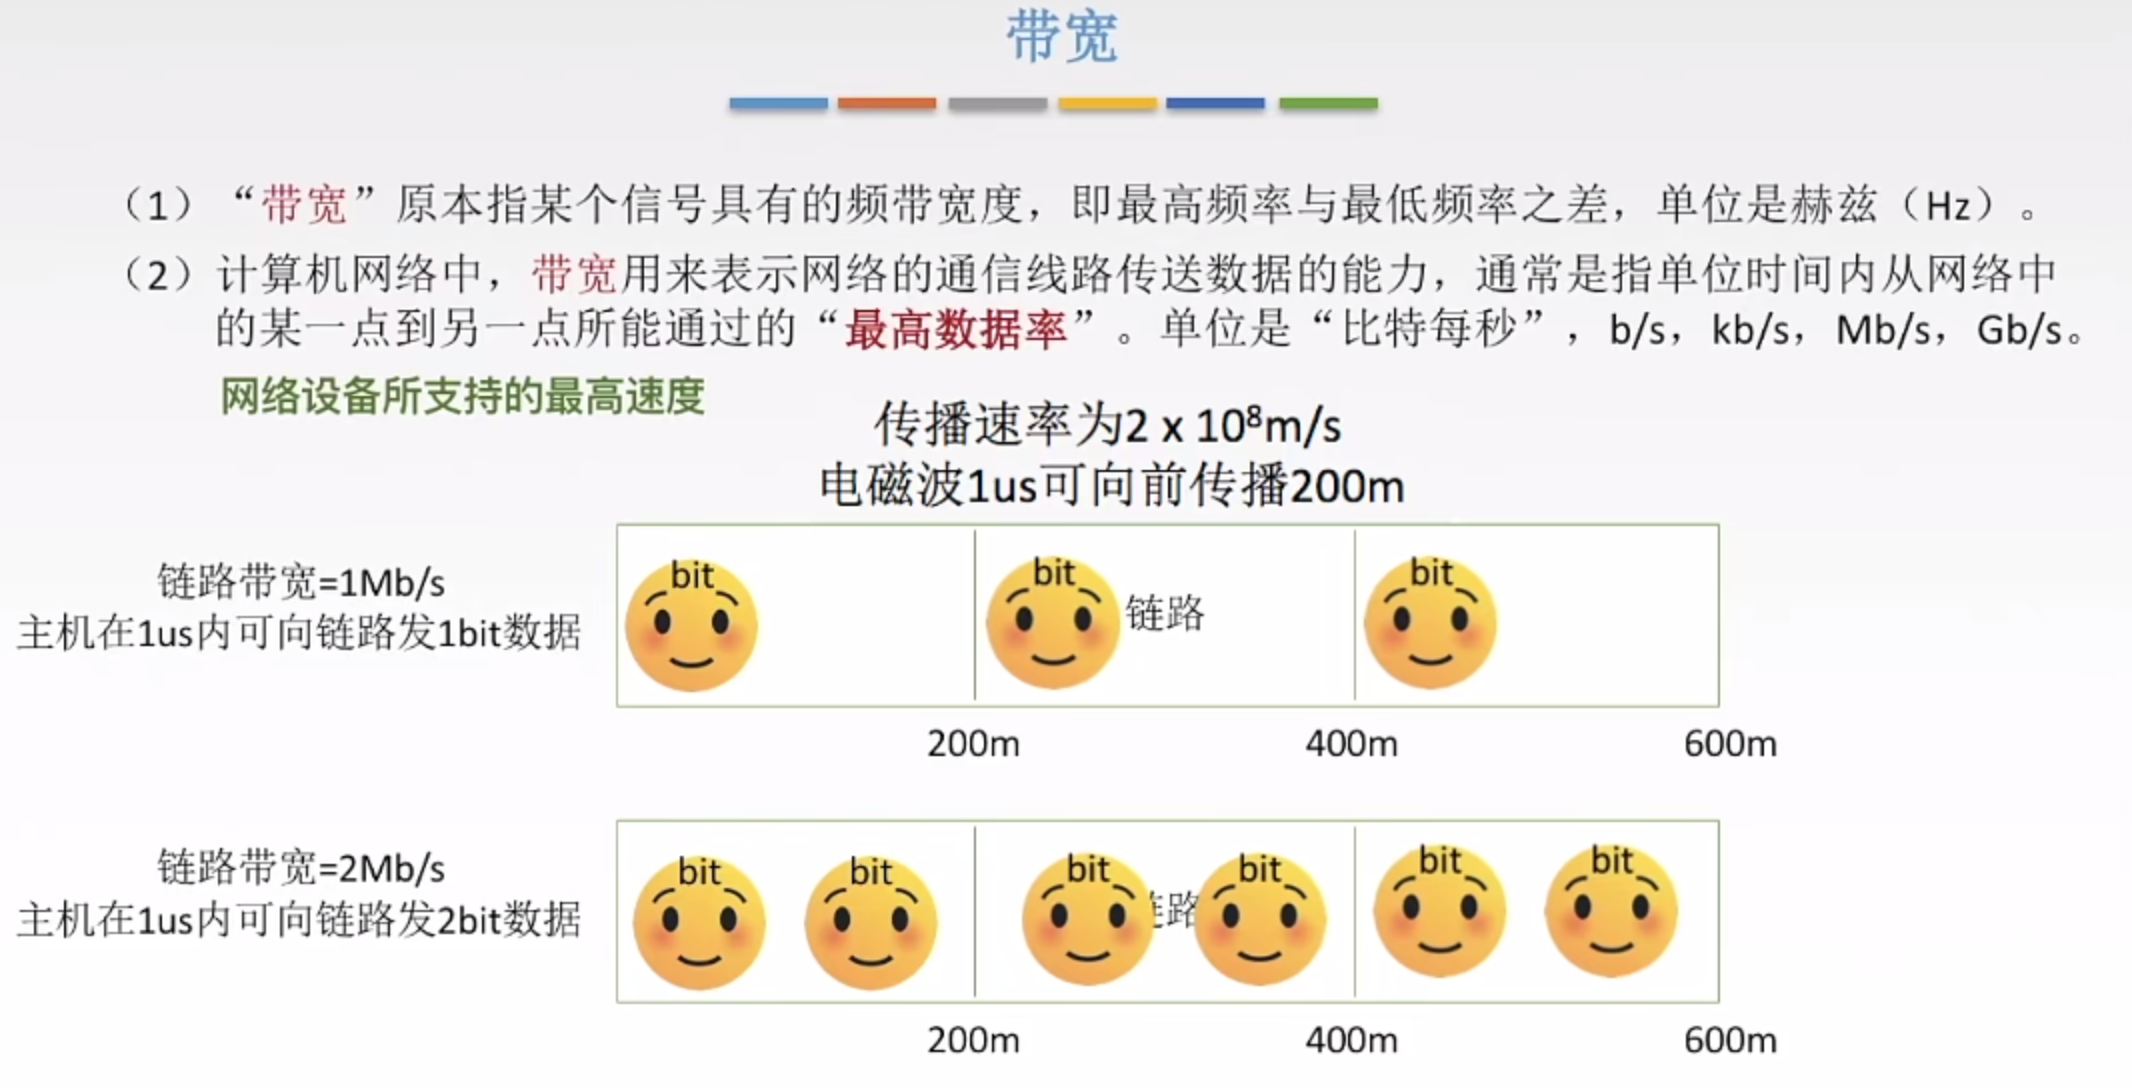 带宽
（1）“带宽”原本指某个信号具有的频带宽度，即最高频率与最低频率之差，单位是赫兹（Hz）。
（2）计算机网络中，带宽用来表示网络的通信线路传送数据的能力，通常是指单位时间内从网络中
的某一点到另一点所能通过的“最高数据率”。单位是“比特每秒”，b/s，kb/s，Mb/s，Gb/s。
网络设备所支持的最高速度
传播速率为2 x 10⁸m/s
电磁波1us可向前传播200m
链路带宽=1Mb/s
主机在1us内可向链路发1bit数据
bit
bit
链路
bit
200m
400m
600m
链路带宽=2Mb/s
主机在1us内可向链路发2bit数据
bit
bit
bit
路
bit
bit
bit
200m
400m
600m